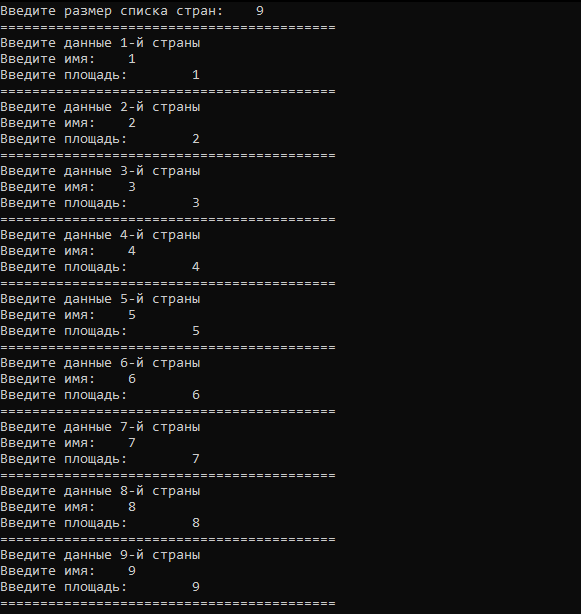 Введите размер списка стран:    9
==========================================
Введите данные 1-й страны
Введите имя:    1
Введите площадь:        1
==========================================
Введите данные 2-й страны
Введите имя:    2
Введите площадь:        2
==========================================
Введите данные 3-й страны
Введите имя:    3
Введите площадь:        3
==========================================
Введите данные 4-й страны
Введите имя:    4
Введите площадь:        4
==========================================
Введите данные 5-й страны
Введите имя:    5
Введите площадь:        5
==========================================
Введите данные 6-й страны
Введите имя:    6
Введите площадь:        6
==========================================
Введите данные 7-й страны
Введите имя:    7
Введите площадь:        7
==========================================
Введите данные 8-й страны
Введите имя:    8
Введите площадь:        8
==========================================
Введите данные 9-й страны
Введите имя:    9
Введите площадь:        9
==========================================